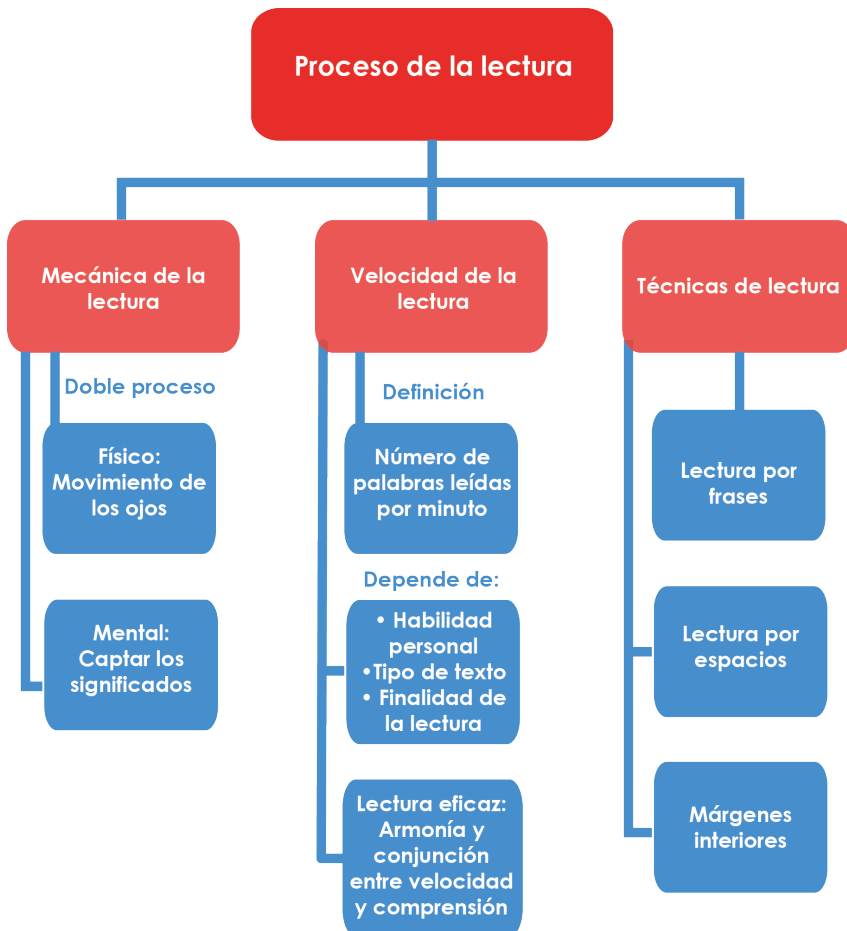 Proceso de la lectura
Mecánica de la
lectura
Doble proceso
Físico:
Movimiento de
los ojos
Mental:
Captar los
significados
Velocidad de la
lectura
Definición
Número de
palabras leídas
por minuto
Depende de:
• Habilidad
personal
•Tipo de texto
• Finalidad de
la lectura
Lectura eficaz:
Armonía y
conjunción
entre velocidad
y comprensión
Técnicas de lectura
Lectura por
frases
Lectura por
espacios
Márgenes
interiores